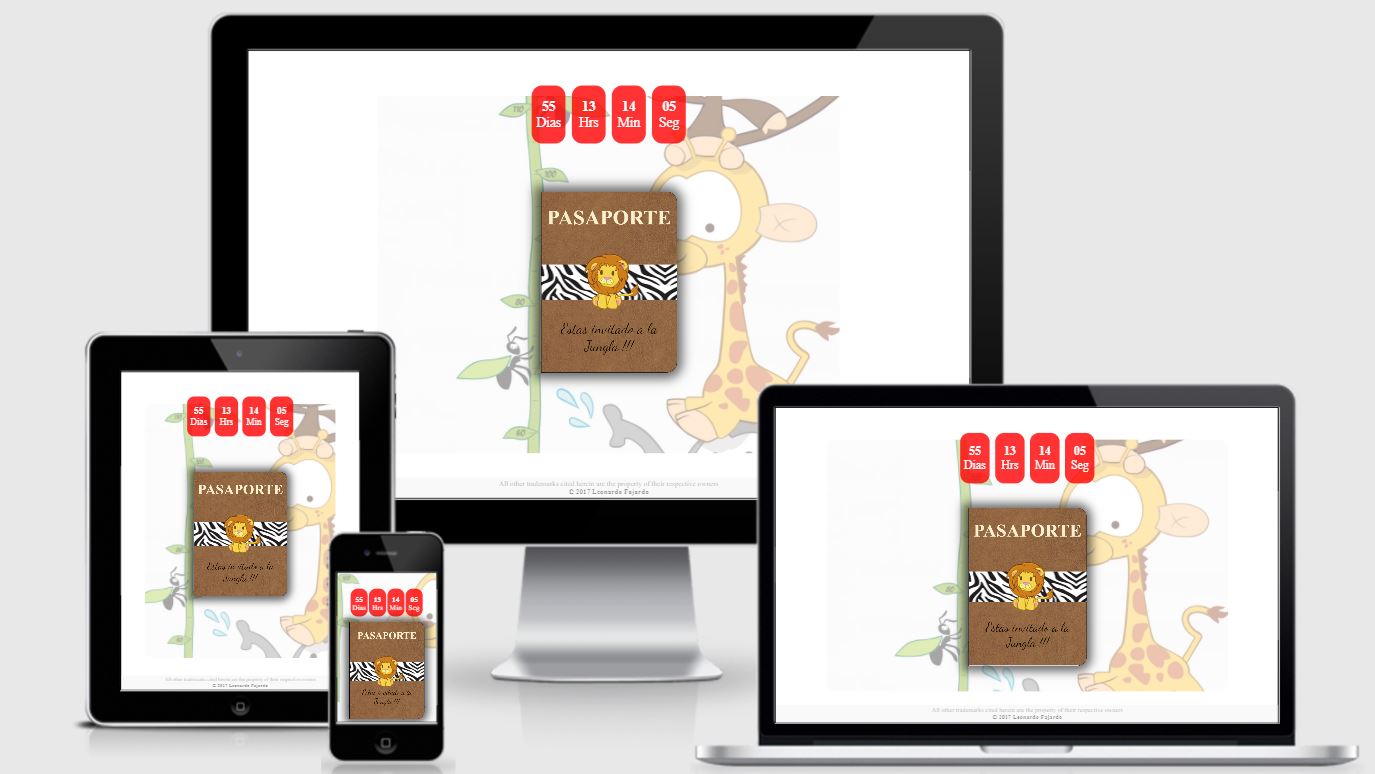 55 13 14 05
Dias Hrs Min Seg
110
100
PASAPORTE
Estas invitado a la
Jungla !!!
80
60
All other trademarks cited herein are the property of their respective owners
© 2017 Leonardo Fajardo
55 13 14 05
Dias Hrs Min Seg
PASAPORTE
Estas invitado a la
Jungla !!!
All other trademarks cited herein are the property of their respective owners
© 2017 Leonardo Fajardo
55 13 14 05
Dias Hrs Min Seg
PASAPORTE
Estas invitado a la
Jungla !!!
55 13 14 05
Dias Hrs Min Seg
PASAPORTE
Estas invitado a la
Jungla !!!
All other trademarks cited herein are the property of their respective owners
© 2017 Leonardo Fajardo